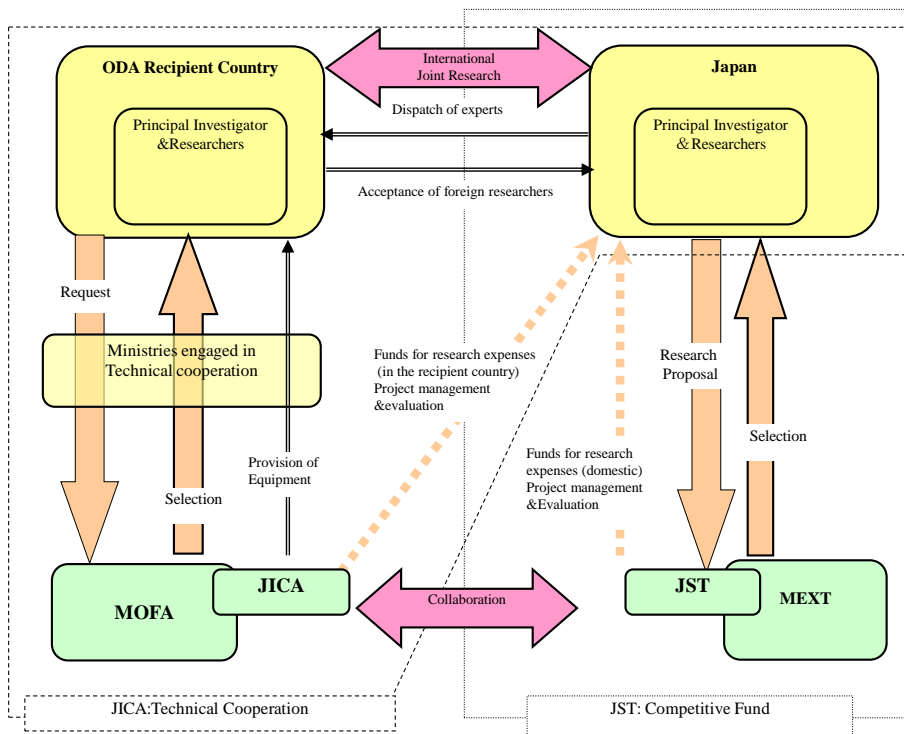 International
Joint Research
ODA Recipient Country
Japan
Dispatch of experts
Principal Investigator
&Researchers
Principal Investigator
& Researchers
Acceptance of foreign researchers
Request
Ministries engaged in
Technical cooperation
Funds for research expenses
(in the recipient country)
Project management
&evaluation
Research
Proposal
Selection
Funds for research
expenses (domestic)
Project management
&Evaluation
Provision of
Equipment
Selection
MOFA
JICA
Collaboration
JST
MEXT
JICA:Technical Cooperation
JST: Competitive Fund